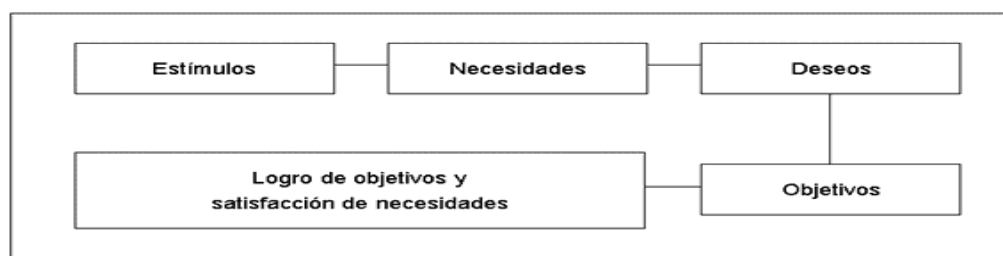 Estímulos
Necesidades
Deseos
Logro de objetivos y
satisfacción de necesidades
Objetivos